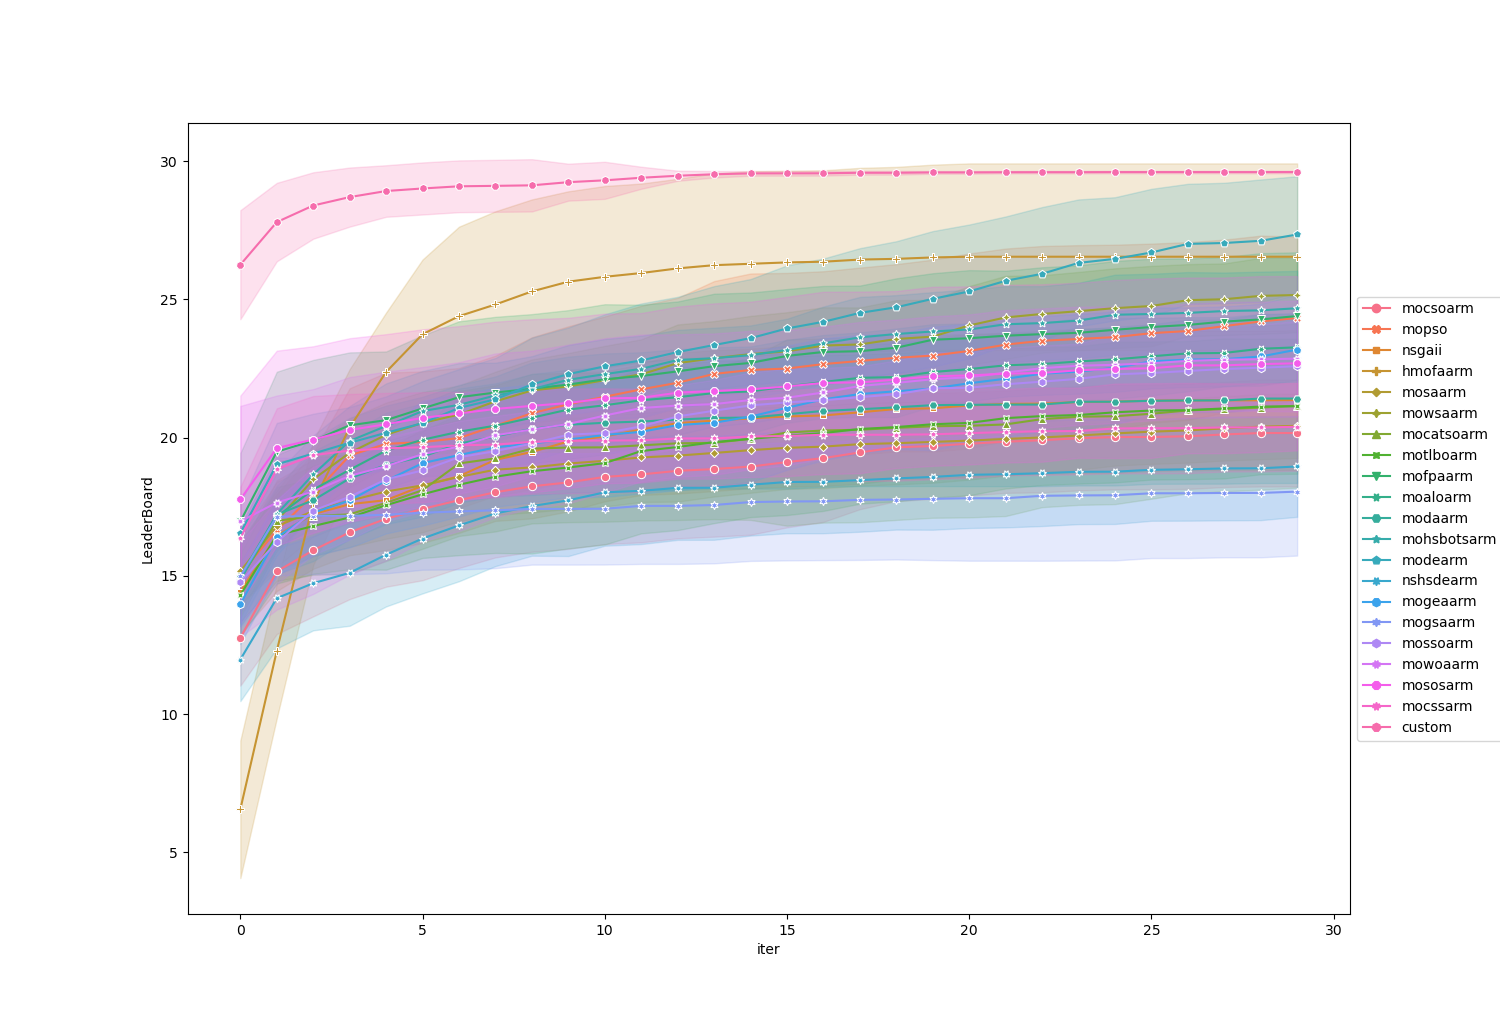 30
25
20
15
10
5
LeaderBoard
0
5
10
15
20
25
30
iter
mocsoarm
mopso
nsgaii
hmofaarm
mosaarm
mowsaarm
mocatsoarm
motlboarm
mofpaarm
moaloarm
modaarm
mohsbotsarm
modearm
nshsdearm
mogeaarm
mogsaarm
mossoarm
mowoaarm
mososarm
mocssarm
custom